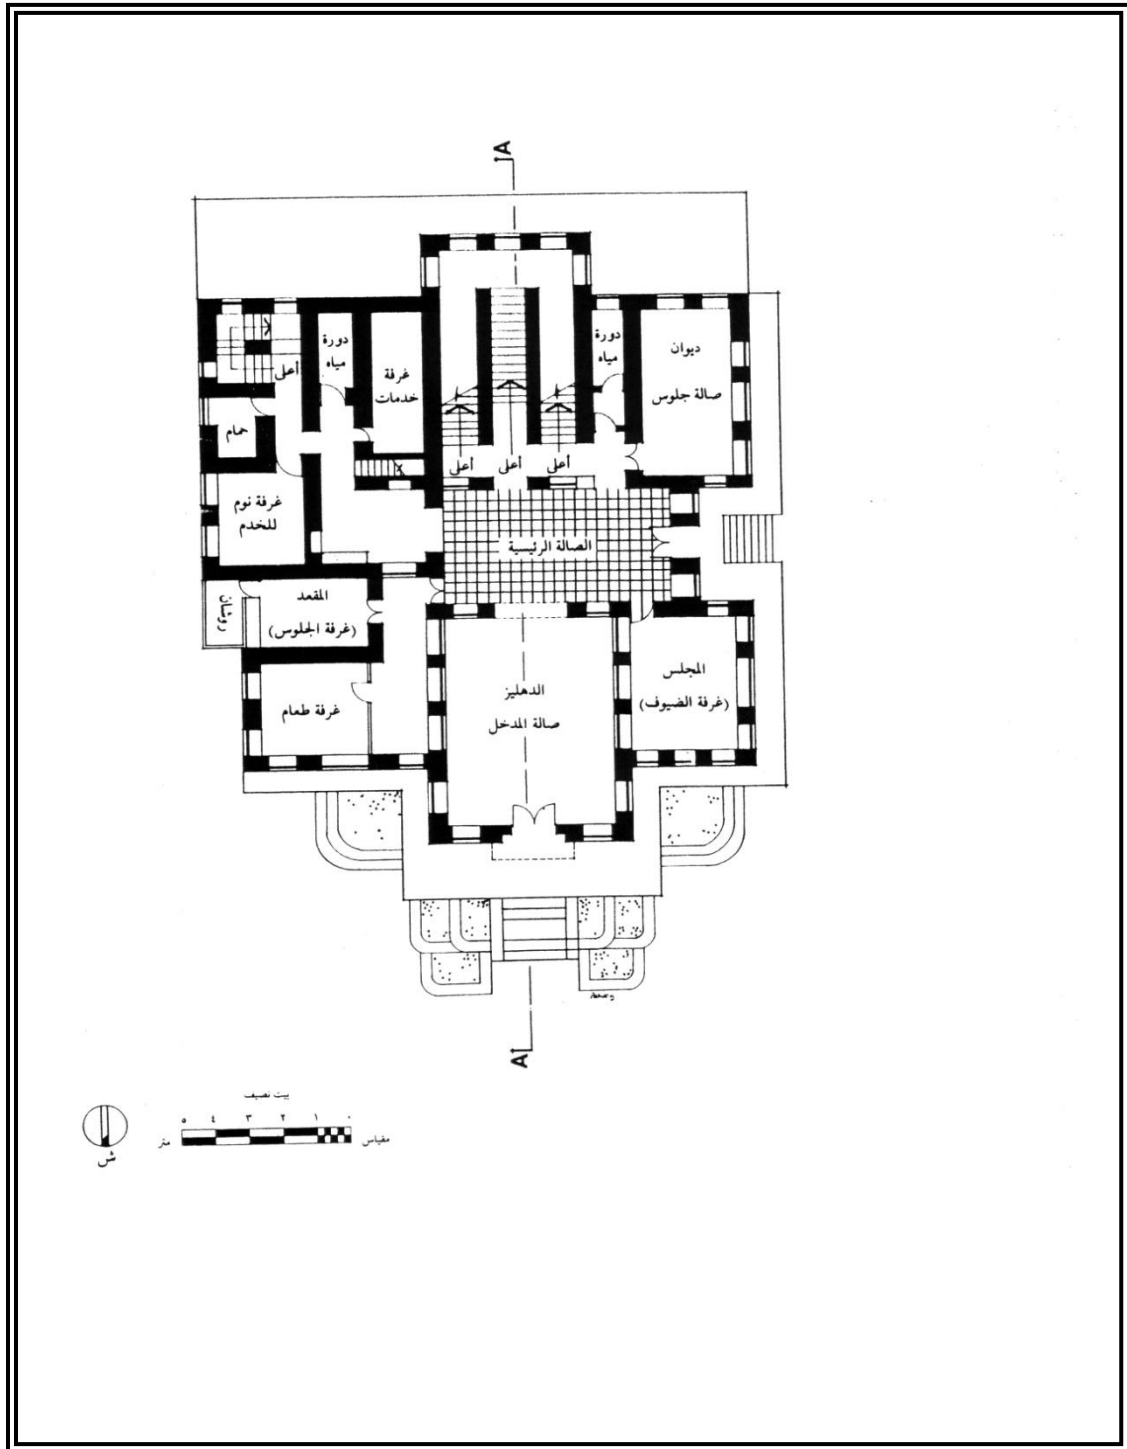 A
دورة
مياه
ديوان
دورة
مياه
صالة جلوس
أعلى
غرفة
خدمات
حمام
أعلى
أعلى
أعلى
غرفة نوم
للخدم
الصالة الرئيسية
المقعد
(غرفة الجلوس)
روشان
المجلس
(غرفة الضيوف)
الدهليز
صالة المدخل
غرفة طعام
A
بيت نصيف
٠ ١ ٢ ٣ ٤ ٥
مقياس
متر
ش